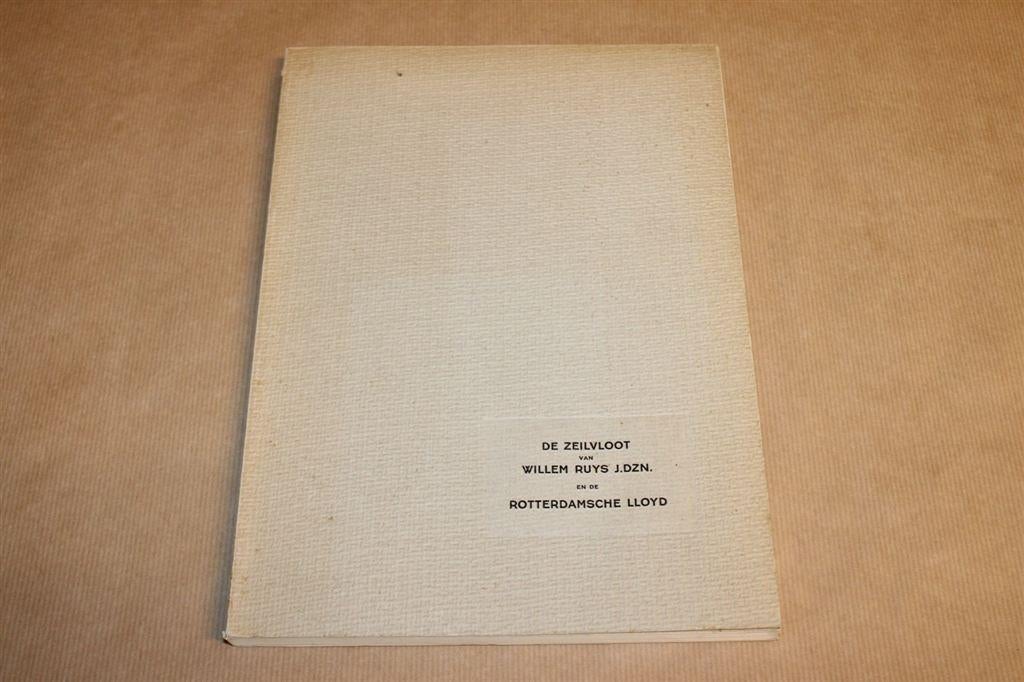 DE ZEILVLOOT
VAN
WILLEM RUYS J.DZN.
EN DE
ROTTERDAMSCHE LLOYD